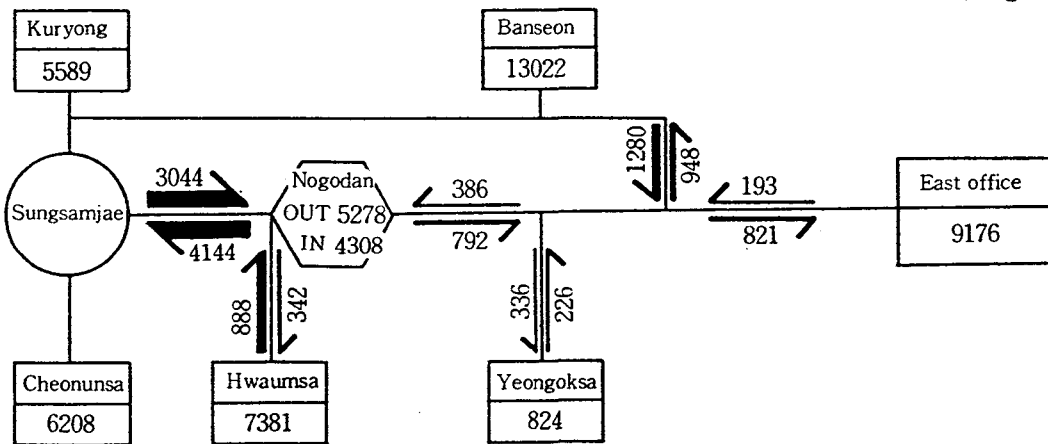 Kuryong
5589
Banseon
13022
1280
948
Sungsamjae
3044
4144
Nogodan
OUT 5278
IN 4308
386
792
193
821
East office
9176
888
342
336
226
Cheonunsa
6208
Hwaumsa
7381
Yeongoksa
824